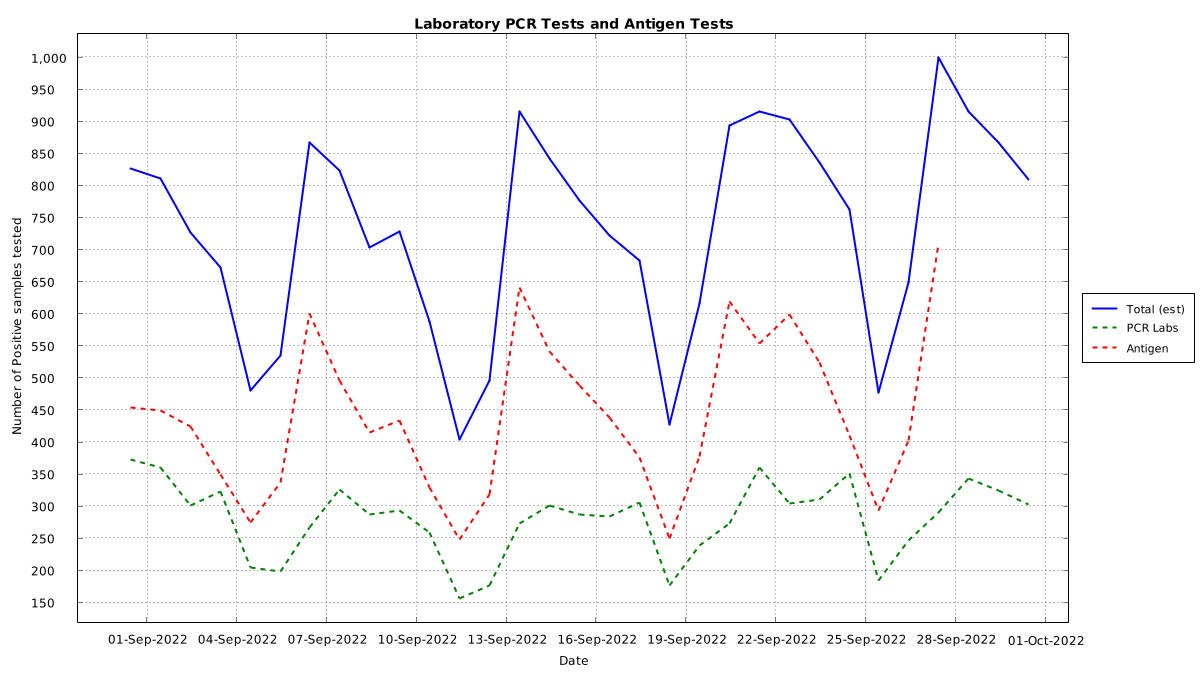 Laboratory PCR Tests and Antigen Tests
1,000
950
900
850
800
750
700
650
600
550
500
450
400
350
300
250
200
150
Number of Positive samples tested
01-Sep-2022 04-Sep-2022 07-Sep-2022 10-Sep-2022 13-Sep-2022 16-Sep-2022 19-Sep-2022 22-Sep-2022 25-Sep-2022 28-Sep-2022 01-Oct-2022
Date
Total (est)
PCR Labs
Antigen